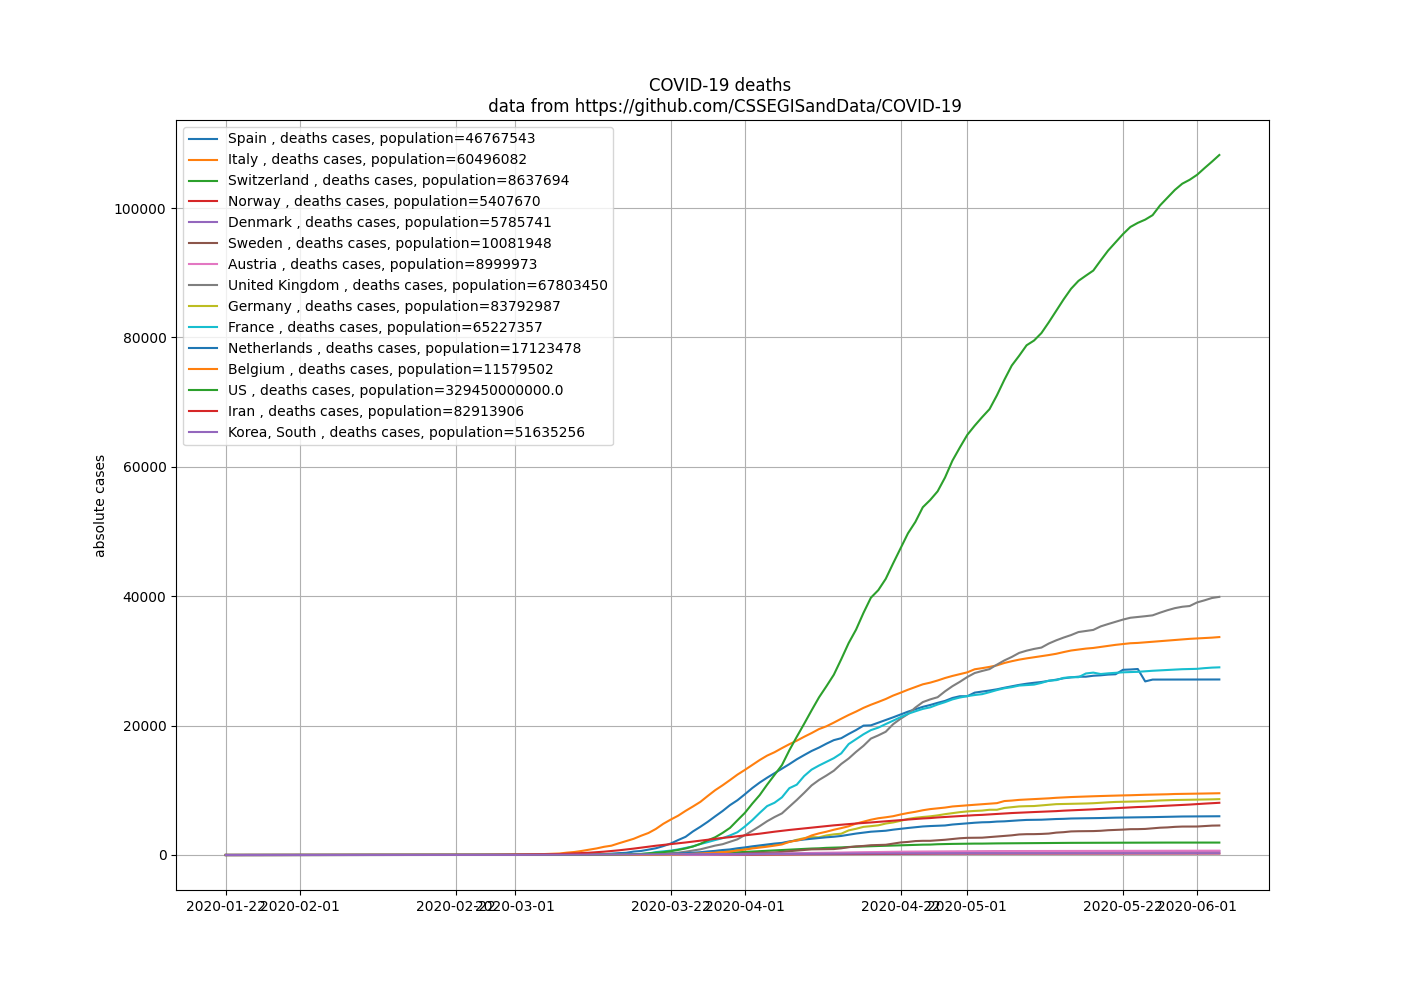 COVID-19 deaths
data from https://github.com/CSSEGISandData/COVID-19
Spain , deaths cases, population=46767543
Italy , deaths cases, population=60496082
Switzerland , deaths cases, population=8637694
Norway , deaths cases, population=5407670
Denmark , deaths cases, population=5785741
Sweden , deaths cases, population=10081948
Austria , deaths cases, population=8999973
United Kingdom , deaths cases, population=67803450
Germany , deaths cases, population=83792987
France , deaths cases, population=65227357
Netherlands , deaths cases, population=17123478
Belgium , deaths cases, population=11579502
US , deaths cases, population=329450000000.0
Iran , deaths cases, population=82913906
Korea, South , deaths cases, population=51635256
absolute cases
100000
80000
60000
40000
20000
0
2020-01-22 2020-02-01 2020-02-22 2020-03-01 2020-03-22 2020-04-01 2020-04-22 2020-05-01 2020-05-22 2020-06-01